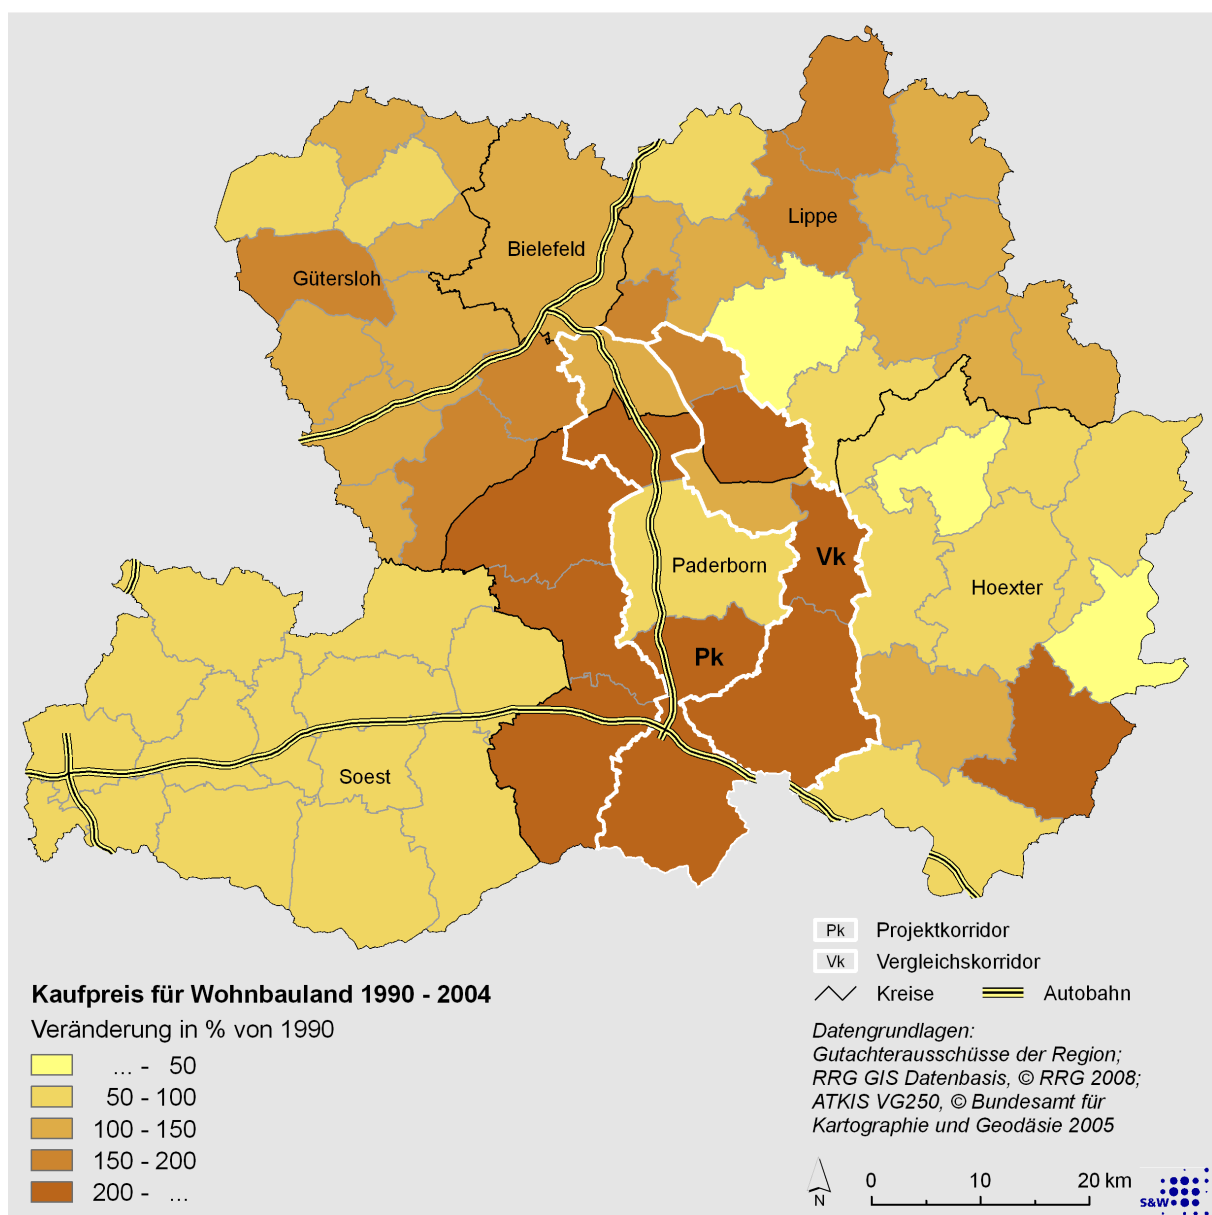 Lippe
Bielefeld
Gütersloh
Vk
Paderborn
Hoexter
Pk
Soest
Pk Projektkorridor
Vk Vergleichskorridor
Kreise Autobahn
Kaufpreis für Wohnbauland 1990 - 2004
Veränderung in % von 1990
... - 50
50 - 100
100 - 150
150 - 200
200 - ...
Datengrundlagen:
Gutachterausschüsse der Region;
RRG GIS Datenbasis, © RRG 2008;
ATKIS VG250, © Bundesamt für
Kartographie und Geodäsie 2005
N
0 10 20 km
S&W